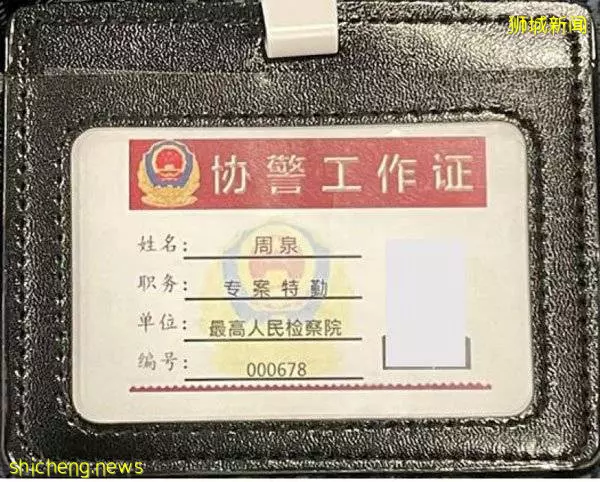 狮城新闻
协警工作证
姓名：周泉
职务：专案特勤
单位：最高人民检察院
编号：000678
shicheng.news